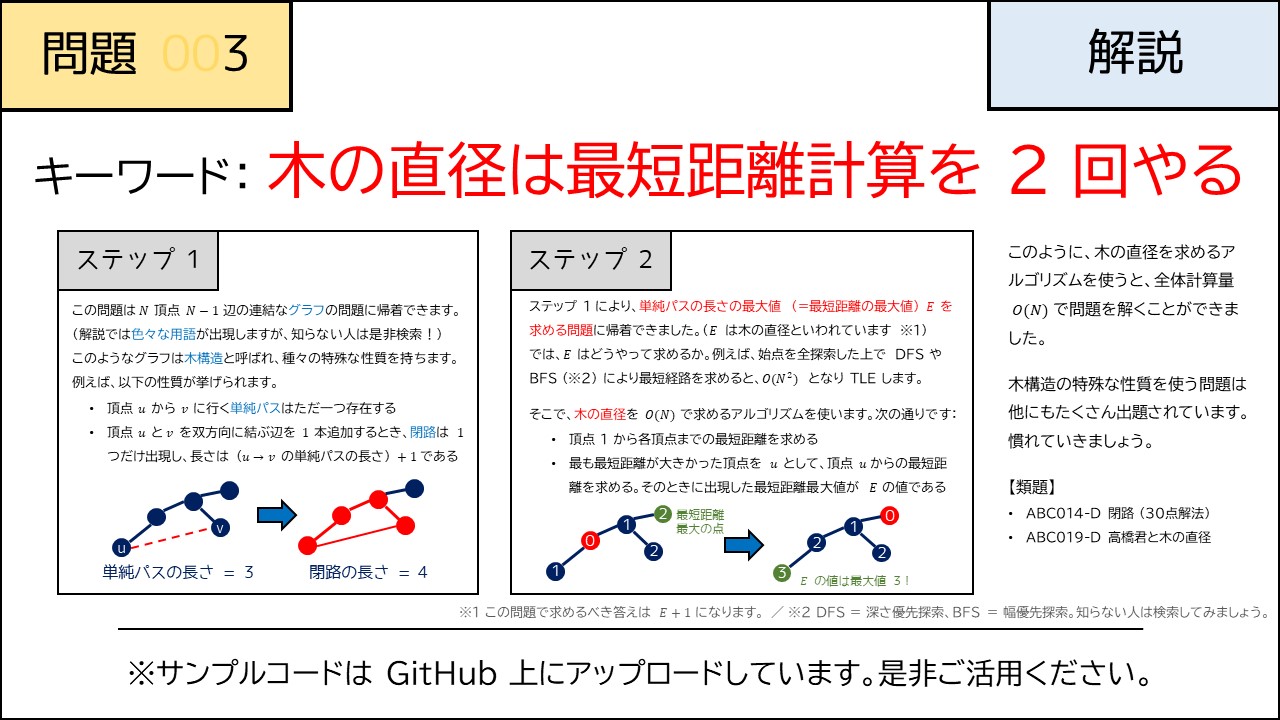 問題 003
解説
キーワード: 木の直径は最短距離計算を 2 回やる
ステップ 1
この問題は N 頂点 N − 1 辺の連結なグラフの問題に帰着できます。
(解説では色々な用語が出現しますが、知らない人は是非検索！)
このようなグラフは木構造と呼ばれ、種々の特殊な性質を持ちます。
例えば、以下の性質が挙げられます。
• 頂点 u から v に行く単純パスはただ一つ存在する
• 頂点 u と v を双方向に結ぶ辺を 1 本追加するとき、閉路は 1
つだけ出現し、長さは (u → v の単純パスの長さ) + 1 である
u
v
単純パスの長さ = 3
閉路の長さ = 4
ステップ 2
ステップ 1 により、単純パスの長さの最大値 (=最短距離の最大値) E を
求める問題に帰着できました。(E は木の直径といわれています ※1)
では、E はどうやって求めるか。例えば、始点を全探索した上で DFS や
BFS (※2) により最短経路を求めると、O(N²) となり TLE します。
そこで、木の直径を O(N) で求めるアルゴリズムを使います。次の通りです：
• 頂点 1 から各頂点までの最短距離を求める
• 最も最短距離が大きかった頂点を u として、頂点 u からの最短距
離を求める。そのときに出現した最短距離最大値が E の値である
1
0
1
2
2
最短距離
最大の点
3
2
1
0
2
E の値は最大値 3！
このように、木の直径を求めるア
ルゴリズムを使うと、全体計算量
O(N) で問題を解くことができま
した。
木構造の特殊な性質を使う問題は
他にもたくさん出題されています。
慣れていきましょう。
【類題】
• ABC014-D 閉路 (30点解法)
• ABC019-D 高橋君と木の直径
※1 この問題で求めるべき答えは E + 1 になります。 ／ ※2 DFS = 深さ優先探索、BFS = 幅優先探索。知らない人は検索してみましょう。
※サンプルコードは GitHub 上にアップロードしています。是非ご活用ください。